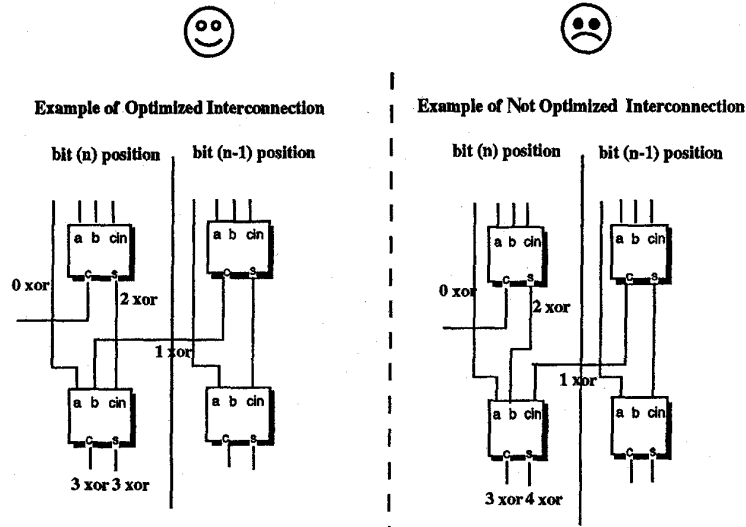 Example of Optimized Interconnection
bit (n) position
bit (n-1) position
a b cin
c s
a b cin
c s
0 xor
2 xor
1 xor
a b cin
c s
a b cin
c s
3 xor 3 xor
Example of Not Optimized Interconnection
bit (n) position
bit (n-1) position
a b cin
c s
a b cin
c s
0 xor
2 xor
1 xor
a b cin
c s
a b cin
c s
3 xor 4 xor